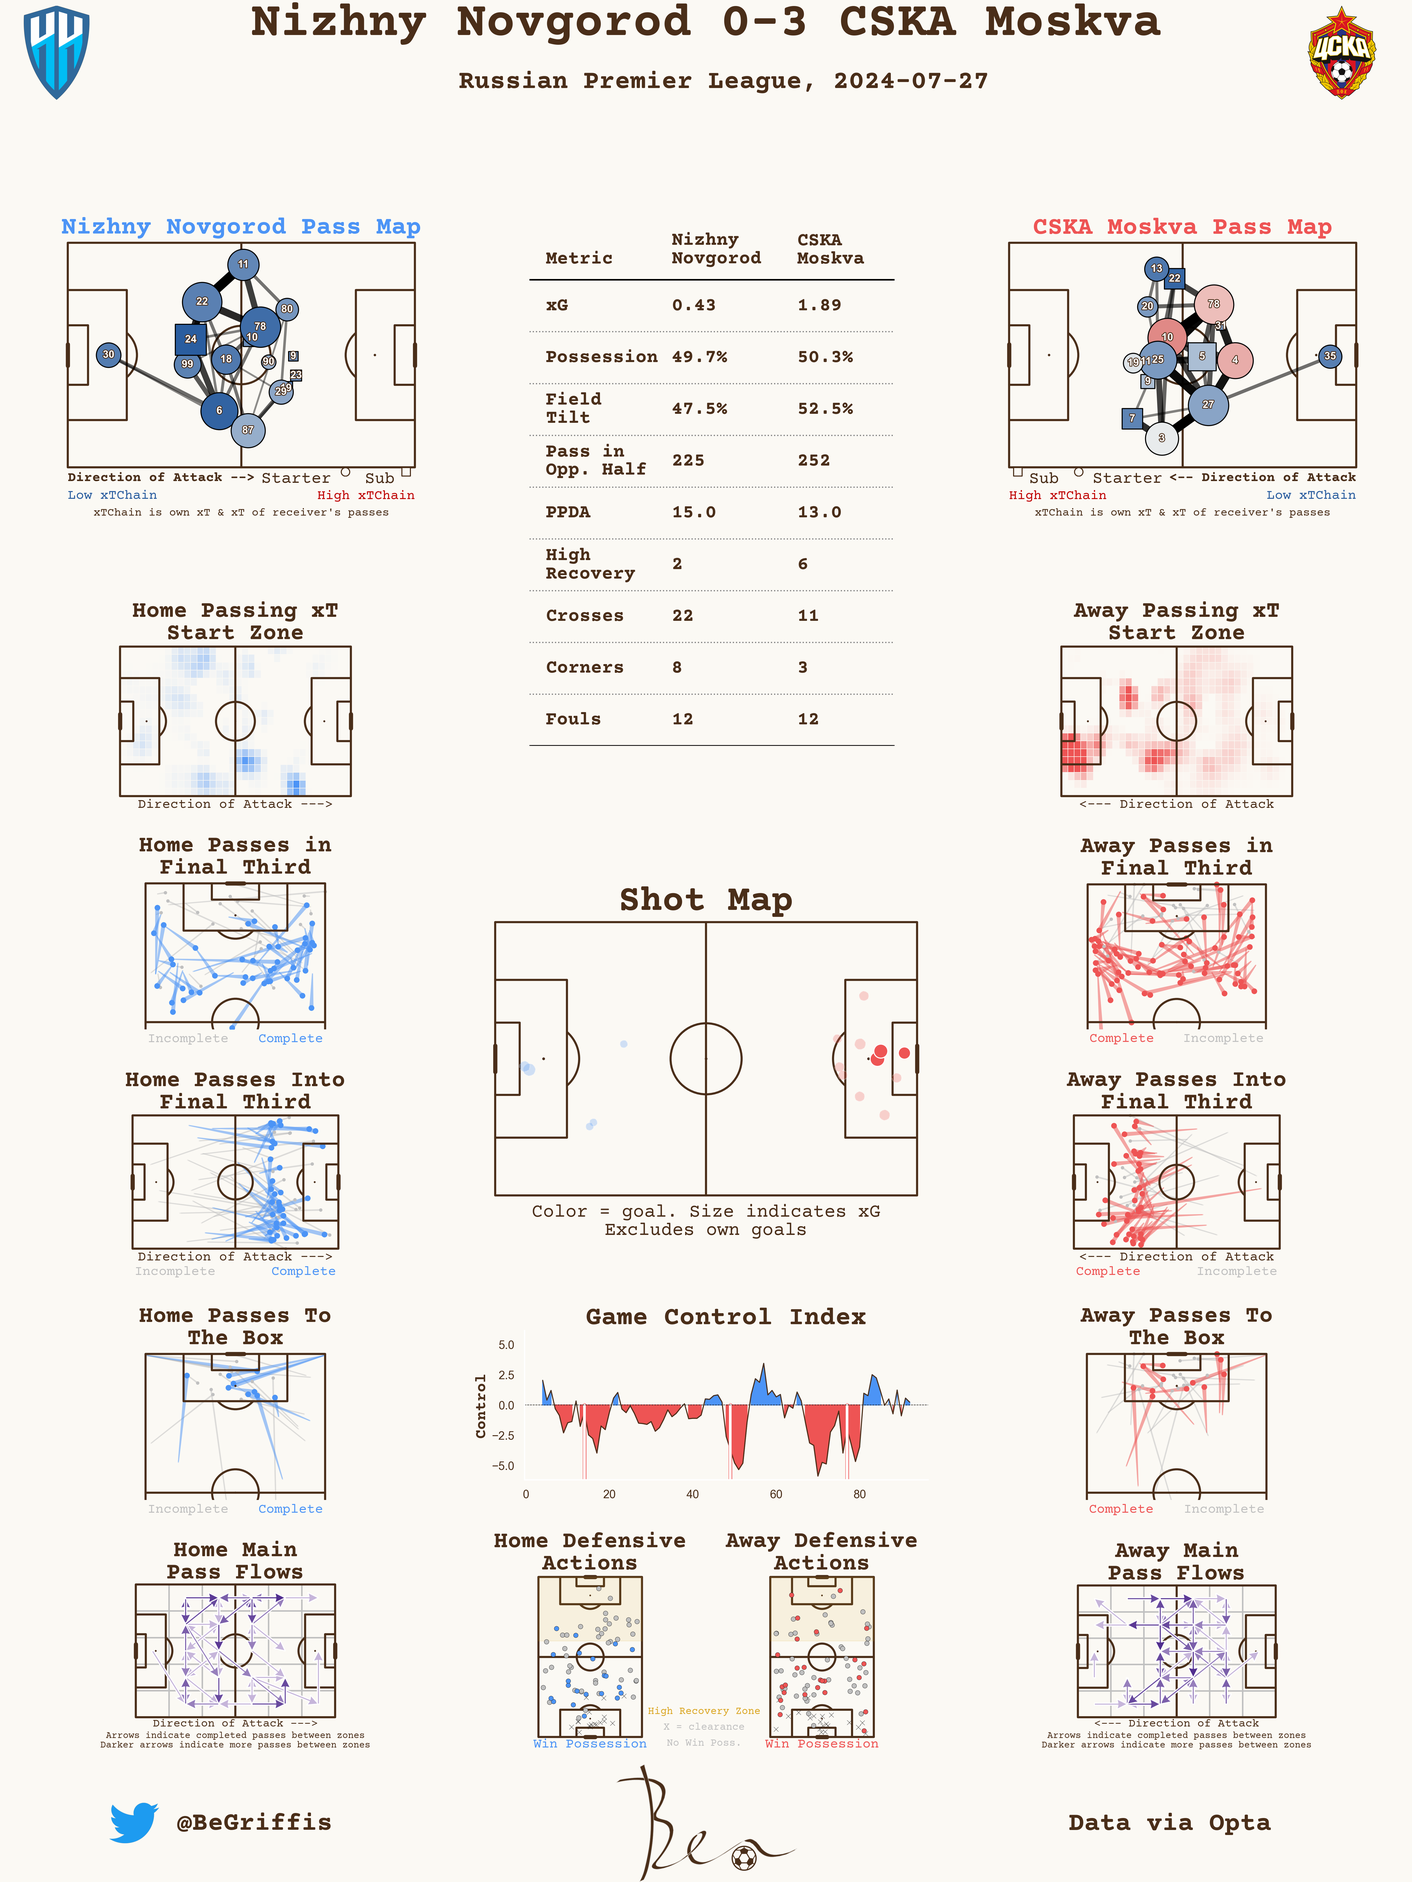 Nizhny Novgorod 0-3 CSKA Moskva
Russian Premier League, 2024-07-27
ЦСКА
Nizhny Novgorod Pass Map
11
22
80
78
24
10
30
99
18
90
9
23
29
6
87
Direction of Attack --> Starter Sub
Low xTChain High xTChain
xTChain is own xT & xT of receiver's passes
Metric Nizhny Novgorod CSKA Moskva
xG 0.43 1.89
Possession 49.7% 50.3%
Field Tilt 47.5% 52.5%
Pass in Opp. Half 225 252
PPDA 15.0 13.0
High Recovery 2 6
Crosses 22 11
Corners 8 3
Fouls 12 12
CSKA Moskva Pass Map
13
22
20
78
31
10
19
11
25
5
4
35
9
27
7
3
Sub Starter <-- Direction of Attack
High xTChain Low xTChain
xTChain is own xT & xT of receiver's passes
Home Passing xT
Start Zone
Direction of Attack --->
Away Passing xT
Start Zone
<--- Direction of Attack
Home Passes in
Final Third
Incomplete Complete
Away Passes in
Final Third
Complete Incomplete
Shot Map
Color = goal. Size indicates xG
Excludes own goals
Home Passes Into
Final Third
Direction of Attack --->
Incomplete Complete
Away Passes Into
Final Third
<--- Direction of Attack
Complete Incomplete
Home Passes To
The Box
Incomplete Complete
Game Control Index
Control
5.0
2.5
0.0
−2.5
−5.0
0 20 40 60 80
Away Passes To
The Box
Complete Incomplete
Home Main
Pass Flows
Direction of Attack --->
Arrows indicate completed passes between zones
Darker arrows indicate more passes between zones
Home Defensive
Actions
Win Possession
High Recovery Zone
X = clearance
No Win Poss.
Away Defensive
Actions
Win Possession
Away Main
Pass Flows
<--- Direction of Attack
Arrows indicate completed passes between zones
Darker arrows indicate more passes between zones
@BeGriffis
Ben
Data via Opta